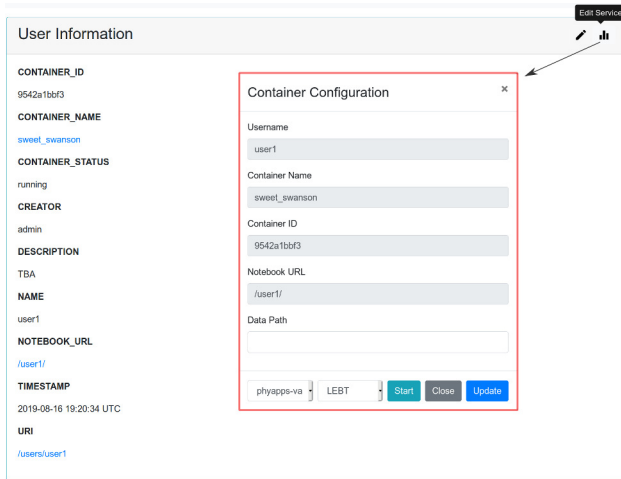 Edit Service
User Information
CONTAINER_ID
9542a1bbf3
CONTAINER_NAME
sweet_swanson
CONTAINER_STATUS
running
CREATOR
admin
DESCRIPTION
TBA
NAME
user1
NOTEBOOK_URL
/user1/
TIMESTAMP
2019-08-16 19:20:34 UTC
URI
/users/user1
Container Configuration ×
Username
user1
Container Name
sweet_swanson
Container ID
9542a1bbf3
Notebook URL
/user1/
Data Path
phyapps-va LEBT Start Close Update